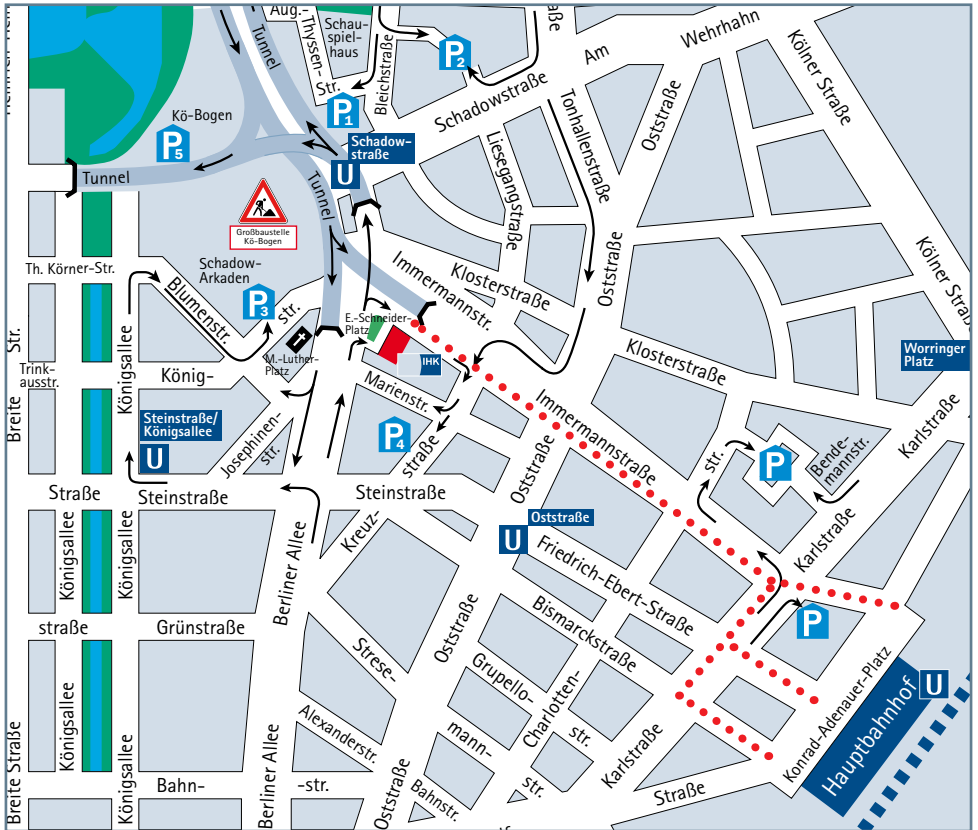 Aug.-
Thyssen-
Str.
Schau-
spiel-
haus
Tunnel
Bleichstraße
P2
P1
Am
Wehrhahn
Kölner Straße
Schadowstraße
Tonhallenstraße
Oststraße
Liesegangstraße
Kö-Bogen
P5
Schadow-
straße
U
Tunnel
Tunnel
Großbaustelle
Kö-Bogen
Th. Körner-Str.
Schadow-
Arkaden
P3
Blumenstr.
str.
Immermannstr.
Klosterstraße
Oststraße
Kölner Straße
E.-Schneider-
Platz
IHK
M.-Luther-
Platz
Klosterstraße
Worringer
Platz
Breite
Str.
Trink-
ausstr.
Königsallee
König-
Marienstr.
P4
Steinstraße/
Königsallee
U
Josephinen-
str.
straße
Immermannstraße
Oststraße
str.
P
Bende-
mannstr.
Karlstraße
Straße
Steinstraße
Steinstraße
Kreuz-
Berliner Allee
Königsallee
Königsallee
Oststraße
U
Friedrich-Ebert-Straße
Karlstraße
Bismarckstraße
P
straße
Grünstraße
Strese-
mann-
str.
Oststraße
Grupello-
str.
Charlotten-
Königsallee
Königsallee
Alexanderstr.
Karlstraße
Konrad-Adenauer-Platz
Hauptbahnhof
U
Breite Straße
Bahn-
-str.
Berliner Allee
Oststraße
Bahnstr.
Straße